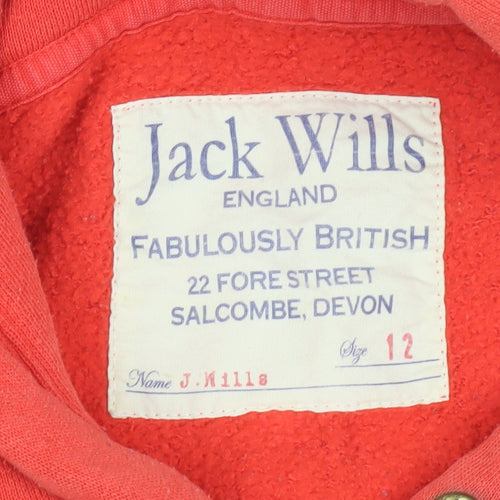 Jack Wills
ENGLAND
FABULOUSLY BRITISH
22 FORE STREET
SALCOMBE, DEVON
Size 12
Name J.Wills